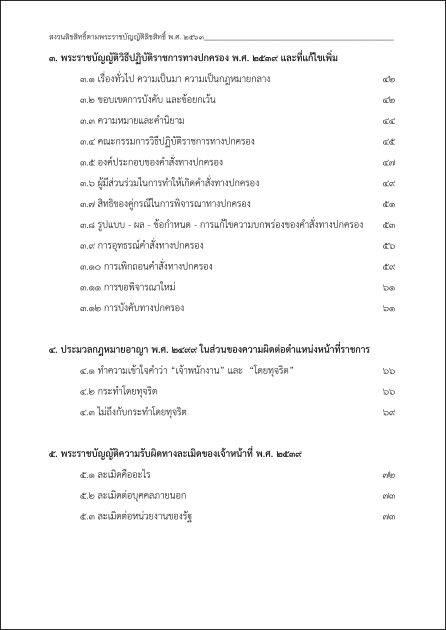 สงวนลิขสิทธิ์ตามพระราชบัญญัติลิขสิทธิ์ พ.ศ. ๒๕๖๓
๓. พระราชบัญญัติวิธีปฏิบัติราชการทางปกครอง พ.ศ. ๒๕๓๙ และที่แก้ไขเพิ่ม
๓.๑ เรื่องทั่วไป ความเป็นมา ความเป็นกฎหมายกลาง ๔๒
๓.๒ ขอบเขตการบังคับ และข้อยกเว้น ๔๒
๓.๓ ความหมายและคำนิยาม ๔๔
๓.๔ คณะกรรมการวิธีปฏิบัติราชการทางปกครอง ๔๕
๓.๕ องค์ประกอบของคำสั่งทางปกครอง ๔๗
๓.๖ ผู้มีส่วนร่วมในการทำให้เกิดคำสั่งทางปกครอง ๔๙
๓.๗ สิทธิของคู่กรณีในการพิจารณาทางปกครอง ๕๑
๓.๘ รูปแบบ - ผล - ข้อกำหนด - การแก้ไขความบกพร่องของคำสั่งทางปกครอง ๕๓
๓.๙ การอุทธรณ์คำสั่งทางปกครอง ๕๖
๓.๑๐ การเพิกถอนคำสั่งทางปกครอง ๕๙
๓.๑๑ การขอพิจารณาใหม่ ๖๑
๓.๑๒ การบังคับทางปกครอง ๖๑
๔. ประมวลกฎหมายอาญา พ.ศ. ๒๔๙๙ ในส่วนของความผิดต่อตำแหน่งหน้าที่ราชการ
๔.๑ ทำความเข้าใจคำว่า “เจ้าพนักงาน” และ “โดยทุจริต” ๖๖
๔.๒ กระทำโดยทุจริต ๖๖
๔.๓ ไม่ถึงกับกระทำโดยทุจริต ๖๙
๕. พระราชบัญญัติความรับผิดทางละเมิดของเจ้าหน้าที่ พ.ศ. ๒๕๓๙
๕.๑ ละเมิดคืออะไร ๗๒
๕.๒ ละเมิดต่อบุคคลภายนอก ๗๓
๕.๓ ละเมิดต่อหน่วยงานของรัฐ ๗๓